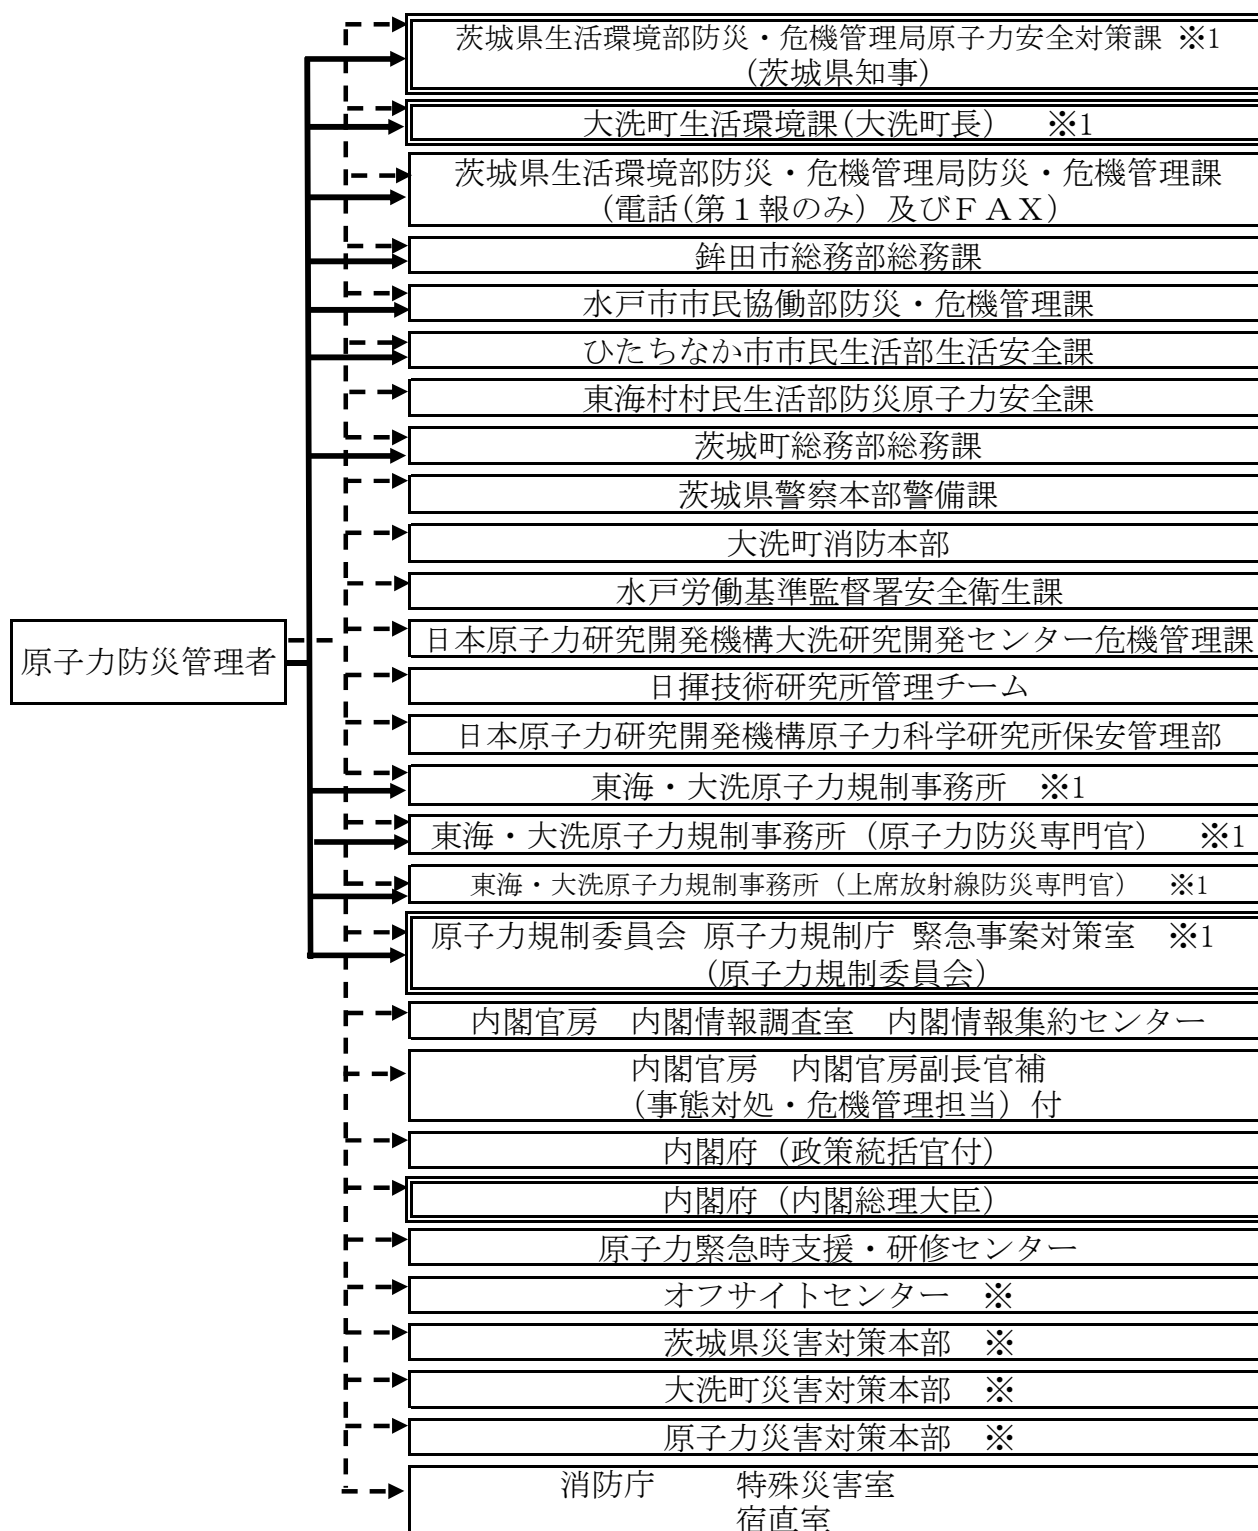 茨城県生活環境部防災・危機管理局原子力安全対策課 ※1
(茨城県知事)
大洗町生活環境課(大洗町長) ※1
茨城県生活環境部防災・危機管理局防災・危機管理課
(電話(第1報のみ) 及びＦＡＸ)
鉾田市総務部総務課
水戸市市民協働部防災・危機管理課
ひたちなか市市民生活部生活安全課
東海村村民生活部防災原子力安全課
茨城町総務部総務課
茨城県警察本部警備課
大洗町消防本部
水戸労働基準監督署安全衛生課
原子力防災管理者
日本原子力研究開発機構大洗研究開発センター危機管理課
日揮技術研究所管理チーム
日本原子力研究開発機構原子力科学研究所保安管理部
東海・大洗原子力規制事務所 ※1
東海・大洗原子力規制事務所（原子力防災専門官） ※1
東海・大洗原子力規制事務所（上席放射線防災専門官） ※1
原子力規制委員会 原子力規制庁 緊急事案対策室 ※1
(原子力規制委員会)
内閣官房 内閣情報調査室 内閣情報集約センター
内閣官房 内閣官房副長官補
(事態対処・危機管理担当）付
内閣府（政策統括官付）
内閣府（内閣総理大臣）
原子力緊急時支援・研修センター
オフサイトセンター ※
茨城県災害対策本部 ※
大洗町災害対策本部 ※
原子力災害対策本部 ※
消防庁 特殊災害室
宿直室